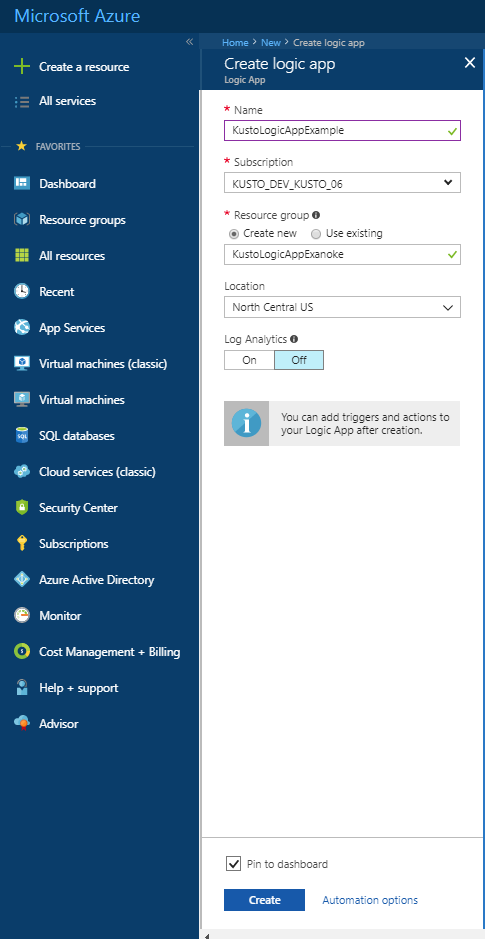 Microsoft Azure
«
Home > New > Create logic app
Create a resource
All services
FAVORITES
Dashboard
Resource groups
All resources
Recent
App Services
Virtual machines (classic)
Virtual machines
SQL databases
Cloud services (classic)
Security Center
Subscriptions
Azure Active Directory
Monitor
Cost Management + Billing
Help + support
Advisor
Create logic app
Logic App
* Name
KustoLogicAppExample
* Subscription
KUSTO_DEV_KUSTO_06
* Resource group
Create new Use existing
KustoLogicAppExanoke
Location
North Central US
Log Analytics
On Off
You can add triggers and actions to
your Logic App after creation.
Pin to dashboard
Create Automation options